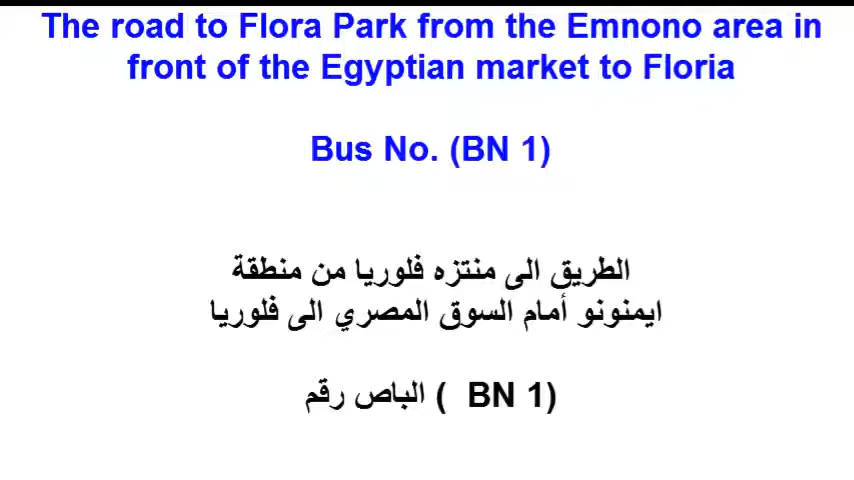 The road to Flora Park from the Emnono area in
front of the Egyptian market to Floria
Bus No. (BN 1)
الطريق الى منتزه فلوريا من منطقة
ايمنونو أمام السوق المصري الى فلوريا
الباص رقم ( BN 1)